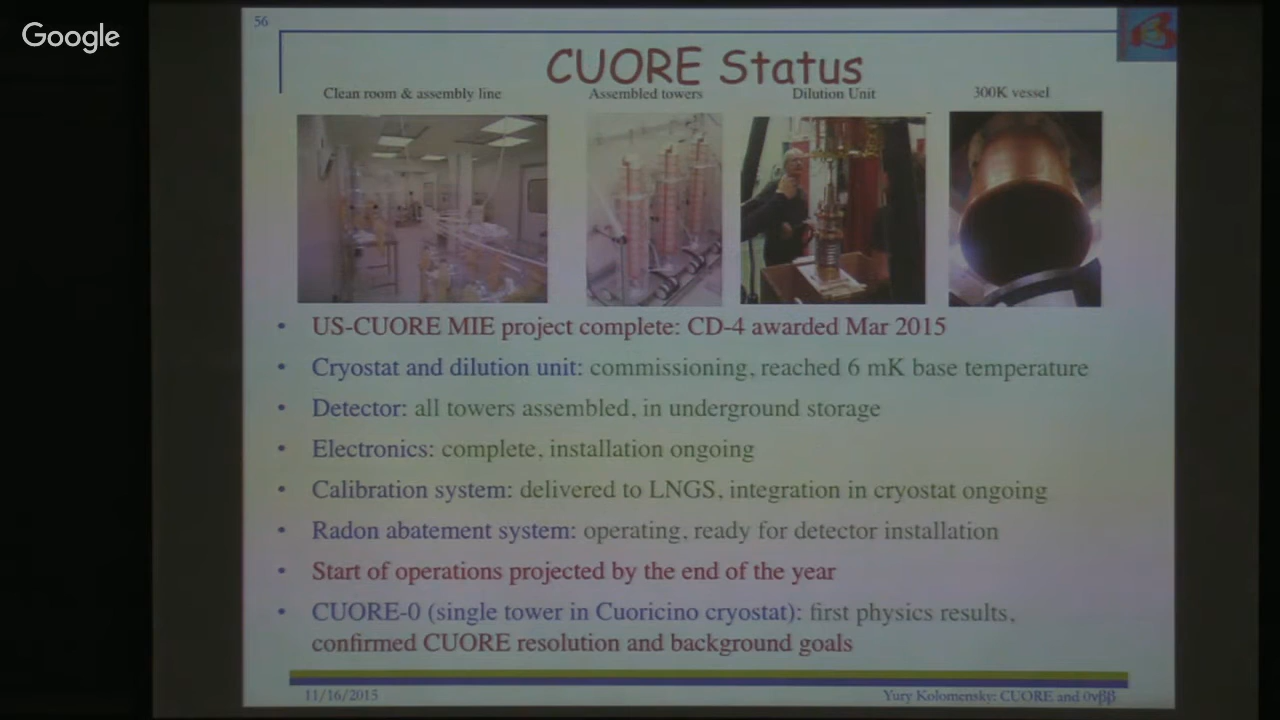 Google
56
CUORE Status
Clean room & assembly line
Assembled towers
Dilution Unit
300K vessel
• US-CUORE MIE project complete: CD-4 awarded Mar 2015
• Cryostat and dilution unit: commissioning, reached 6 mK base temperature
• Detector: all towers assembled, in underground storage
• Electronics: complete, installation ongoing
• Calibration system: delivered to LNGS, integration in cryostat ongoing
• Radon abatement system: operating, ready for detector installation
• Start of operations projected by the end of the year
• CUORE-0 (single tower in Cuoricino cryostat): first physics results,
confirmed CUORE resolution and background goals
11/16/2015
Yury Kolomensky: CUORE and 0νββ